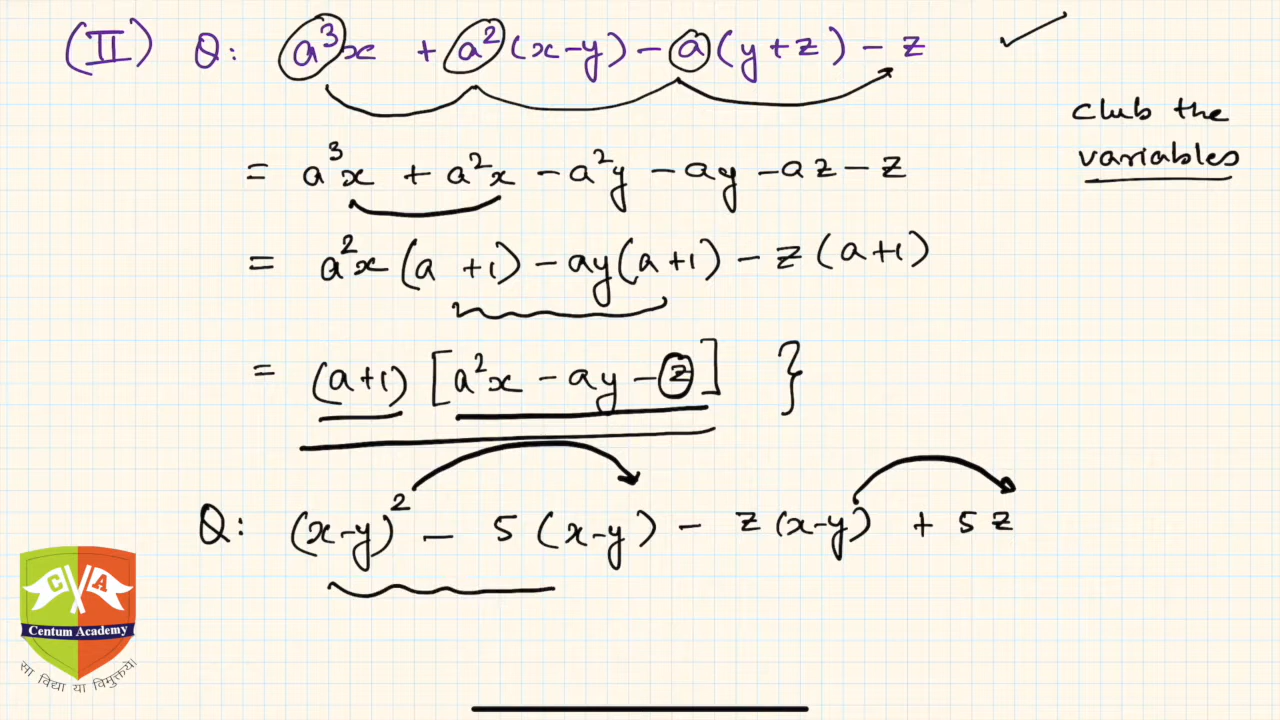 (II) Q: a³x + a²(x-y) - a(y+z) - z
club the
variables
= a³x + a²x - a²y - ay - az - z
= a²x(a+1) - ay(a+1) - z(a+1)
= (a+1) [a²x - ay - z] }
Q: (x-y)² - 5(x-y) - z(x-y) + 5z
C A
Centum Academy
सा विद्या या विमुक्तये।